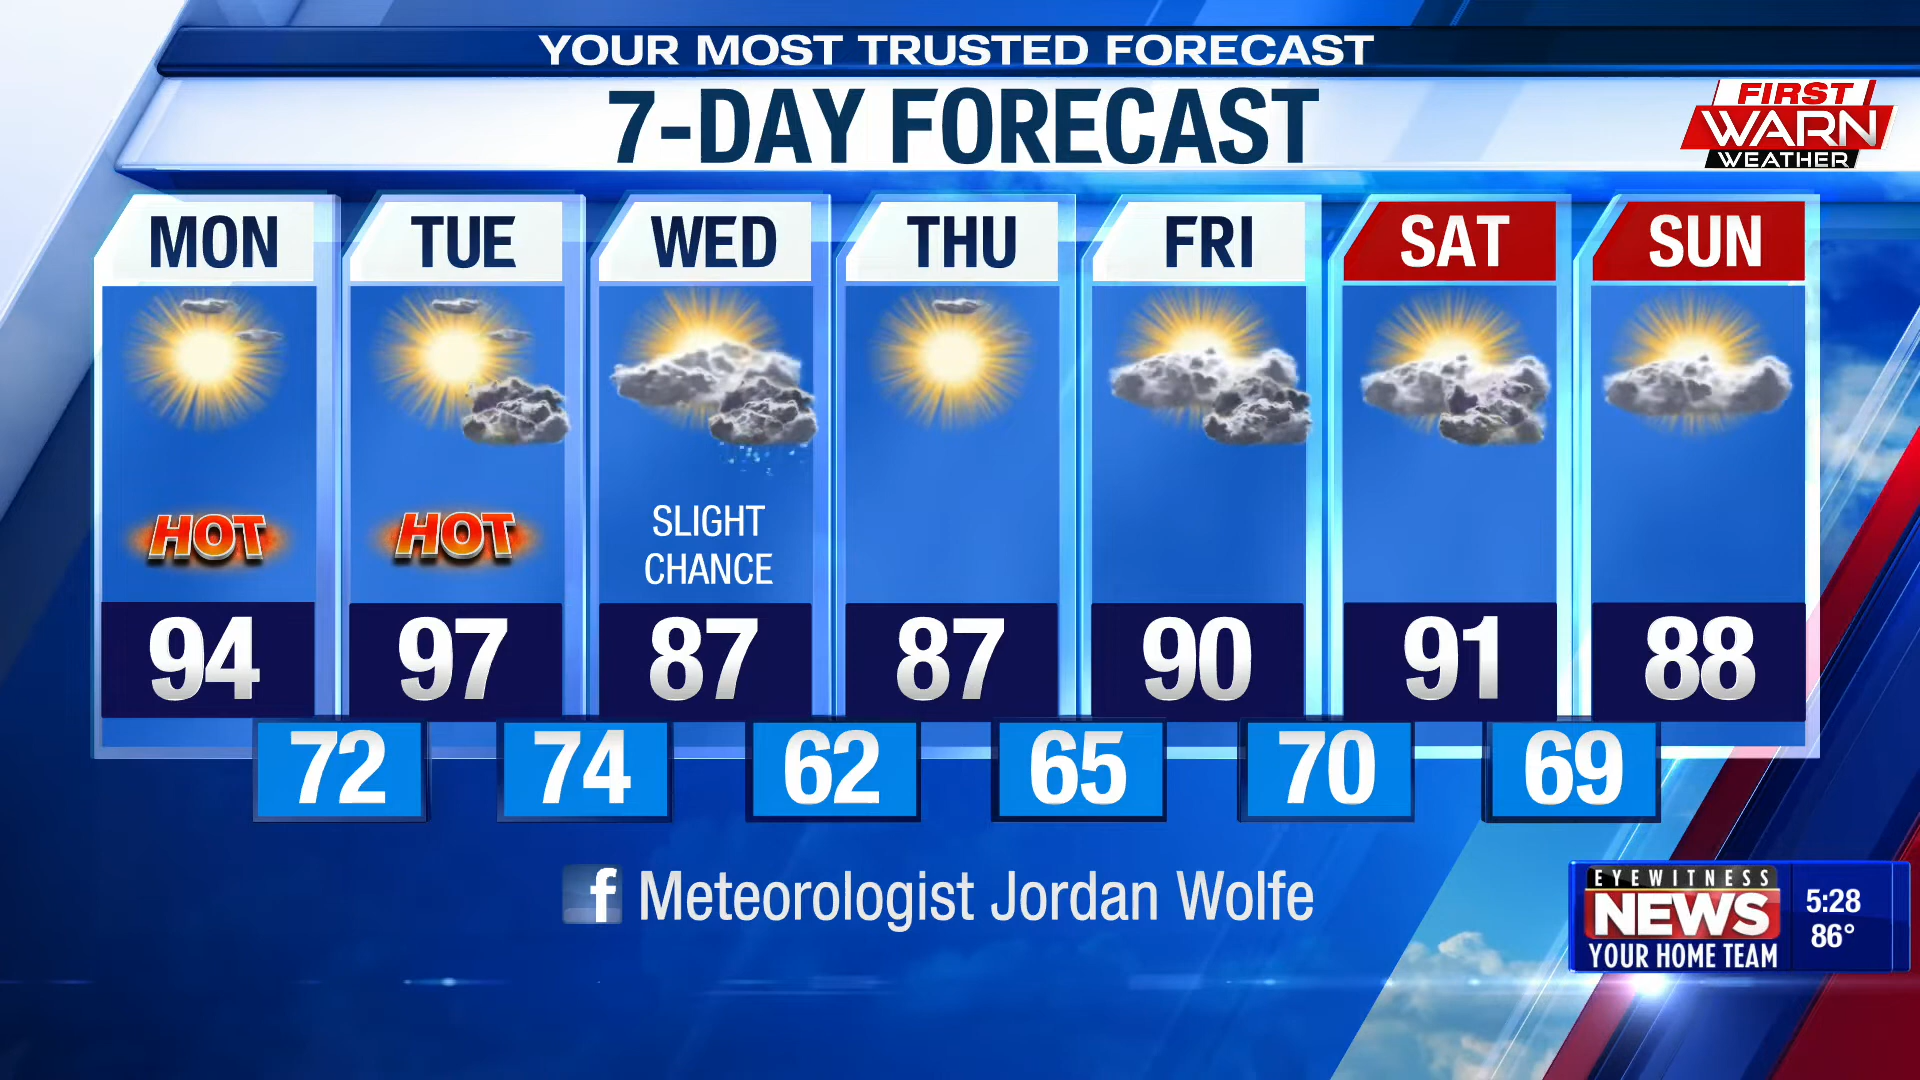 YOUR MOST TRUSTED FORECAST
7-DAY FORECAST
FIRST
WARN
WEATHER
MON TUE WED THU FRI SAT SUN
HOT HOT SLIGHT
CHANCE
94 97 87 87 90 91 88
72 74 62 65 70 69
f Meteorologist Jordan Wolfe
EYEWITNESS
NEWS
YOUR HOME TEAM
5:28
86°